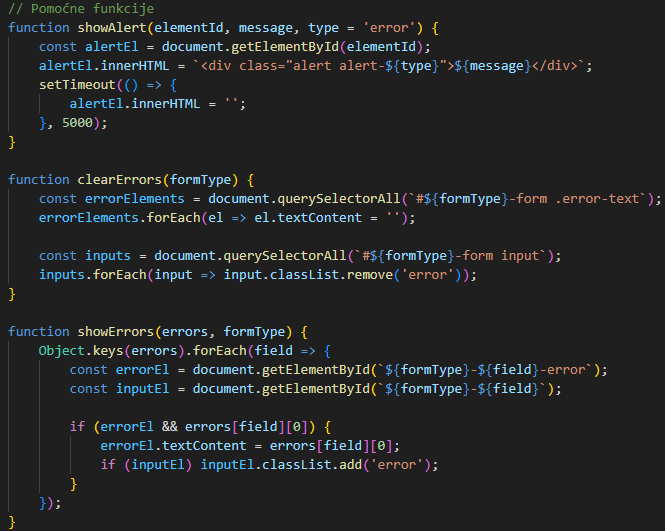 // Pomoćne funkcije
function showAlert(elementId, message, type = 'error') {
    const alertEl = document.getElementById(elementId);
    alertEl.innerHTML = `<div class="alert alert-${type}">${message}</div>`;
    setTimeout(() => {
        alertEl.innerHTML = '';
    }, 5000);
}

function clearErrors(formType) {
    const errorElements = document.querySelectorAll(`#${formType}-form .error-text`);
    errorElements.forEach(el => el.textContent = '');

    const inputs = document.querySelectorAll(`#${formType}-form input`);
    inputs.forEach(input => input.classList.remove('error'));
}

function showErrors(errors, formType) {
    Object.keys(errors).forEach(field => {
        const errorEl = document.getElementById(`${formType}-${field}-error`);
        const inputEl = document.getElementById(`${formType}-${field}`);

        if (errorEl && errors[field][0]) {
            errorEl.textContent = errors[field][0];
            if (inputEl) inputEl.classList.add('error');
        }
    });
}